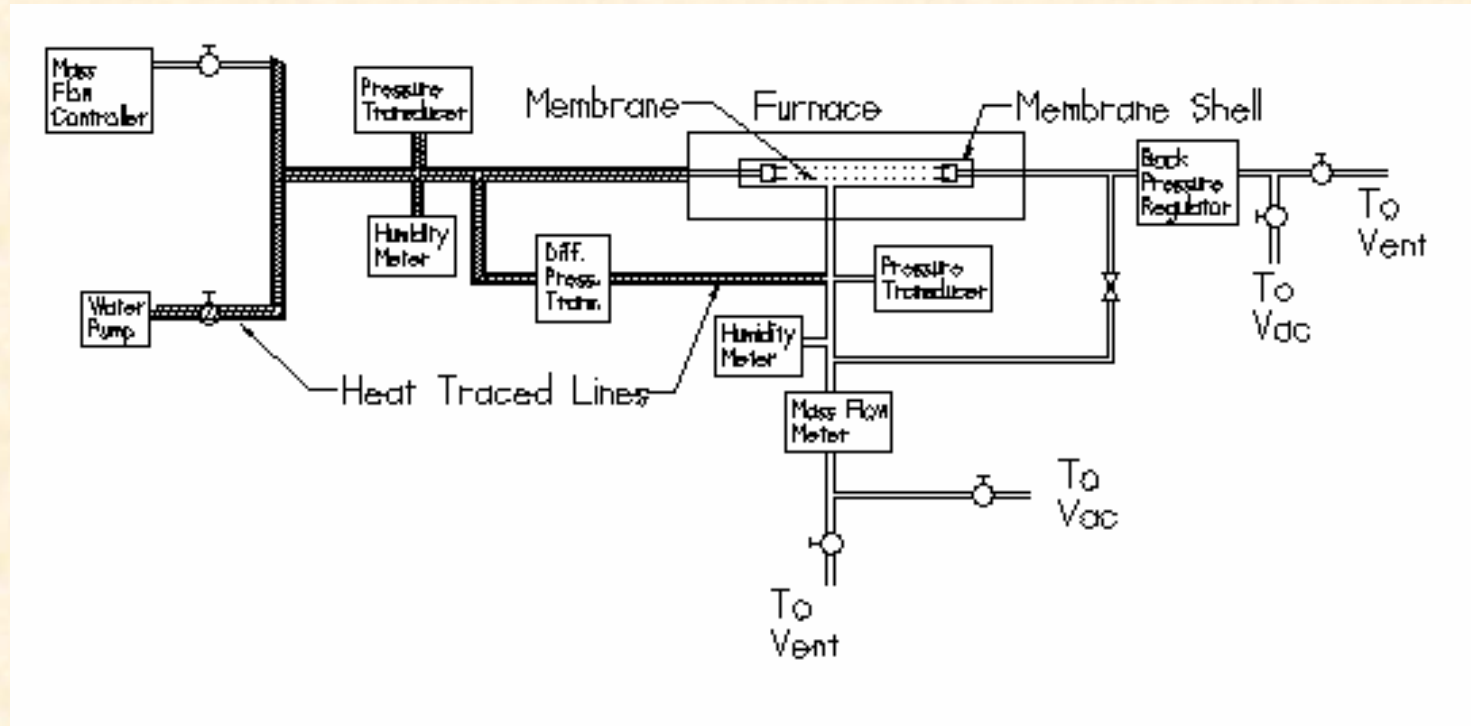 Mass
Flow
Controller
Pressure
Transducer
Membrane
Furnace
Membrane Shell
Back
Pressure
Regulator
To
Vent
To
Vac
Humidity
Meter
Diff.
Press.
Trans.
Pressure
Transducer
Water
Pump
Humidity
Meter
Heat Traced Lines
Mass Flow
Meter
To
Vac
To
Vent